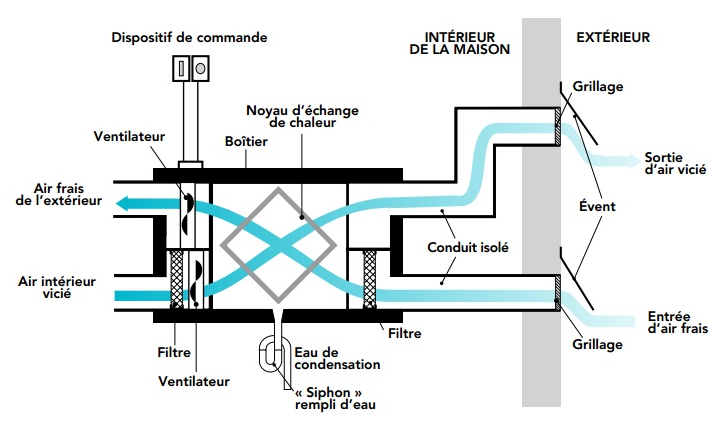 INTÉRIEUR
DE LA MAISON
EXTÉRIEUR
Dispositif de commande
Grillage
Noyau d'échange
de chaleur
Ventilateur
Boîtier
Sortie
d'air vicié
Air frais
de l'extérieur
Évent
Conduit isolé
Air intérieur
vicié
Entrée
d'air frais
Filtre
Grillage
Filtre
Eau de
condensation
Ventilateur
« Siphon »
rempli d'eau